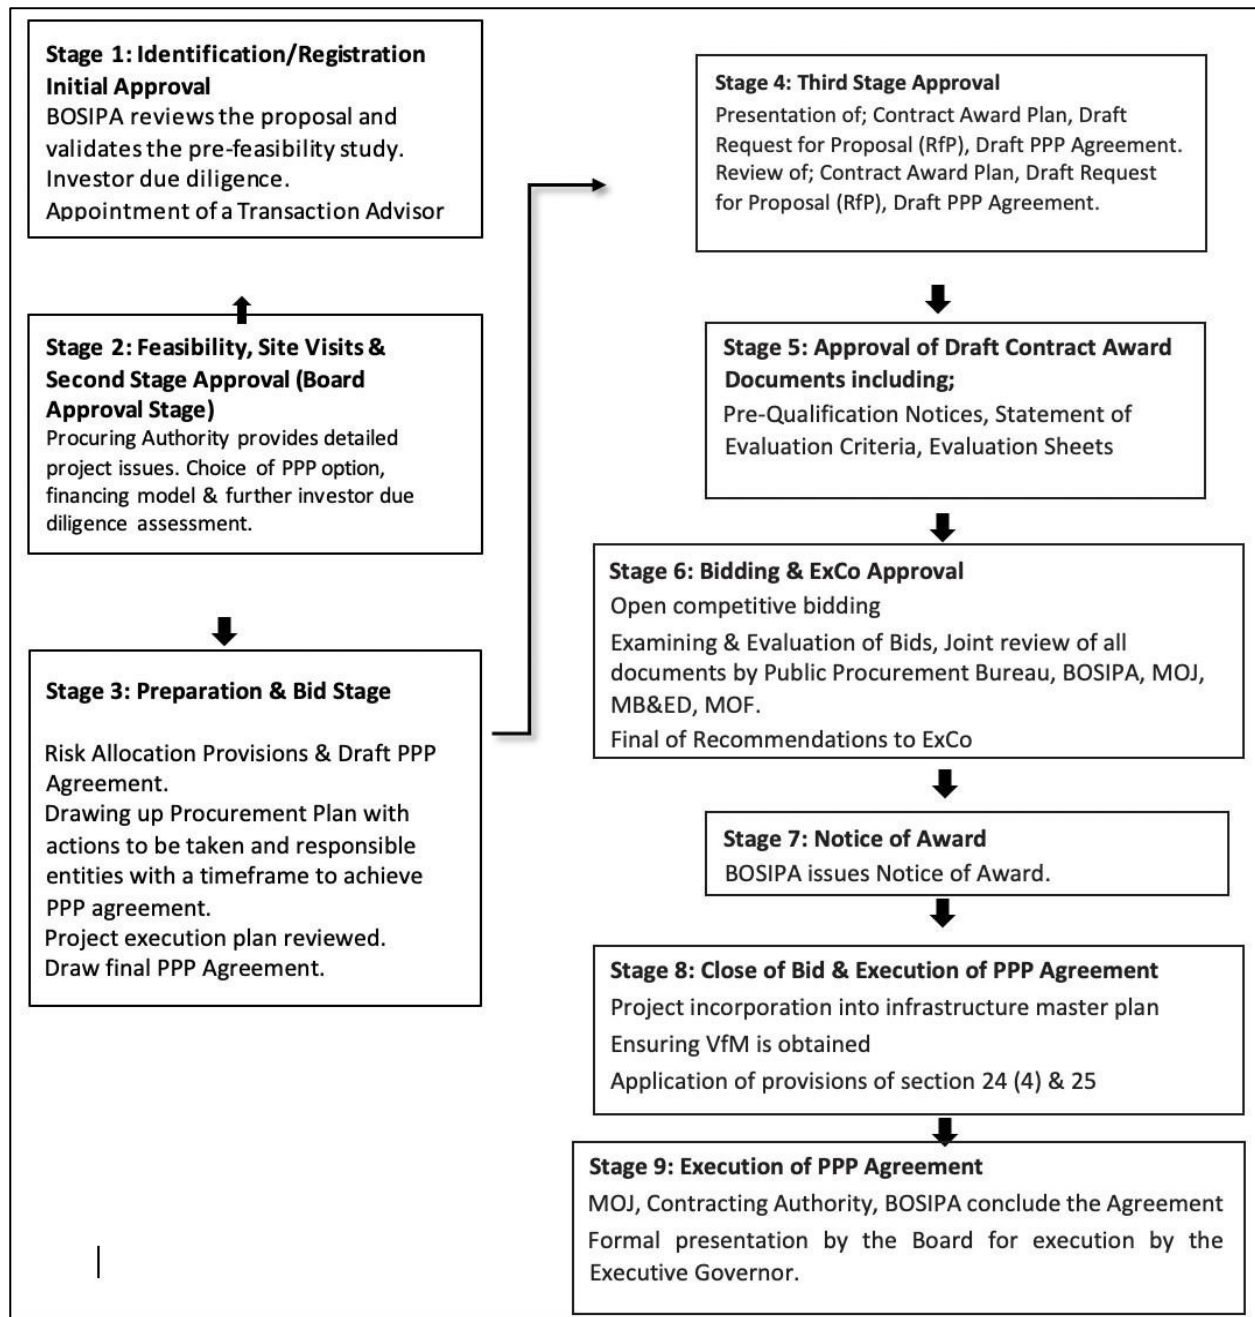 Stage 1: Identification/Registration
Initial Approval
BOSIPA reviews the proposal and
validates the pre-feasibility study.
Investor due diligence.
Appointment of a Transaction Advisor
Stage 2: Feasibility, Site Visits &
Second Stage Approval (Board
Approval Stage)
Procuring Authority provides detailed
project issues. Choice of PPP option,
financing model & further investor due
diligence assessment.
Stage 3: Preparation & Bid Stage
Risk Allocation Provisions & Draft PPP
Agreement.
Drawing up Procurement Plan with
actions to be taken and responsible
entities with a timeframe to achieve
PPP agreement.
Project execution plan reviewed.
Draw final PPP Agreement.
Stage 4: Third Stage Approval
Presentation of; Contract Award Plan, Draft
Request for Proposal (RfP), Draft PPP Agreement.
Review of; Contract Award Plan, Draft Request
for Proposal (RfP), Draft PPP Agreement.
Stage 5: Approval of Draft Contract Award
Documents including;
Pre-Qualification Notices, Statement of
Evaluation Criteria, Evaluation Sheets
Stage 6: Bidding & ExCo Approval
Open competitive bidding
Examining & Evaluation of Bids, Joint review of all
documents by Public Procurement Bureau, BOSIPA, MOJ,
MB&ED, MOF.
Final of Recommendations to ExCo
Stage 7: Notice of Award
BOSIPA issues Notice of Award.
Stage 8: Close of Bid & Execution of PPP Agreement
Project incorporation into infrastructure master plan
Ensuring VfM is obtained
Application of provisions of section 24 (4) & 25
Stage 9: Execution of PPP Agreement
MOJ, Contracting Authority, BOSIPA conclude the Agreement
Formal presentation by the Board for execution by the
Executive Governor.